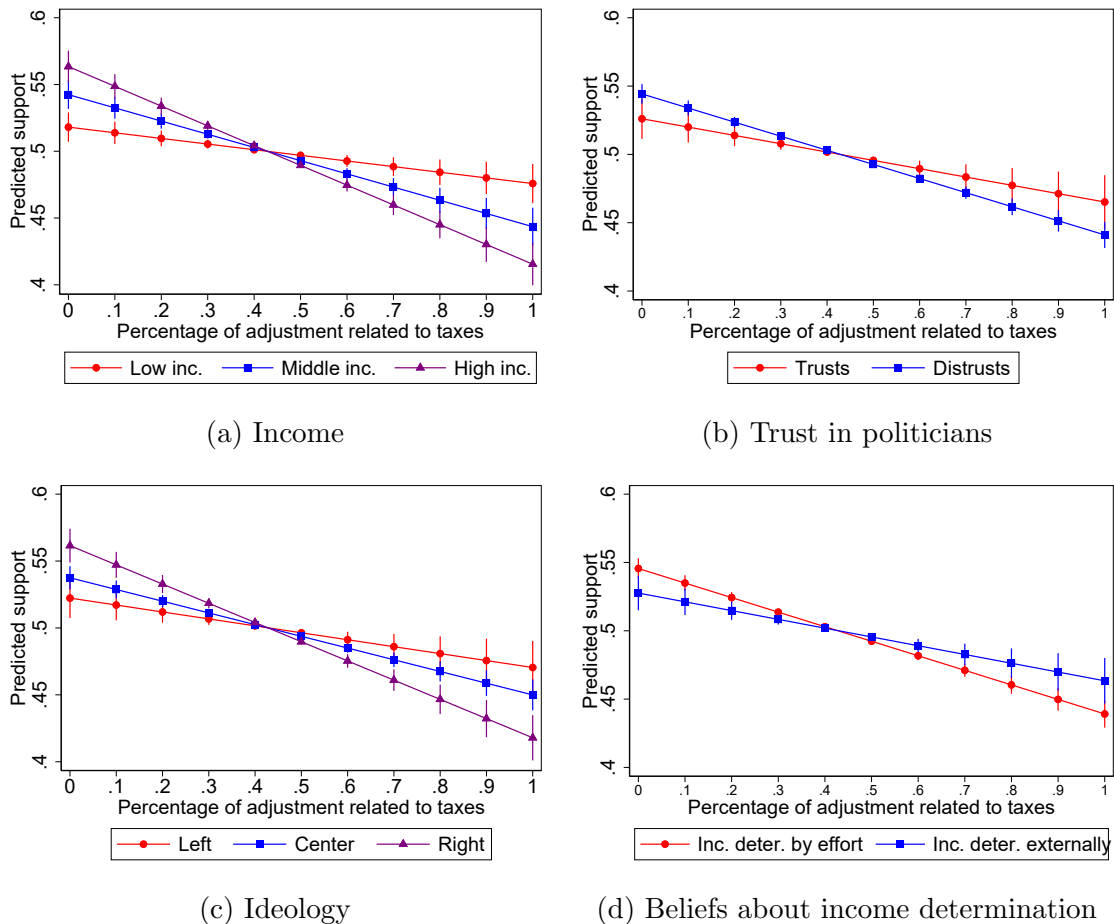 .6
.55
.5
.45
.4
Predicted support
0 .1 .2 .3 .4 .5 .6 .7 .8 .9 1
Percentage of adjustment related to taxes
Low inc. Middle inc. High inc.
(a) Income
.6
.55
.5
.45
.4
Predicted support
0 .1 .2 .3 .4 .5 .6 .7 .8 .9 1
Percentage of adjustment related to taxes
Trusts Distrusts
(b) Trust in politicians
.6
.55
.5
.45
.4
Predicted support
0 .1 .2 .3 .4 .5 .6 .7 .8 .9 1
Percentage of adjustment related to taxes
Left Center Right
(c) Ideology
.6
.55
.5
.45
.4
Predicted support
0 .1 .2 .3 .4 .5 .6 .7 .8 .9 1
Percentage of adjustment related to taxes
Inc. deter. by effort Inc. deter. externally
(d) Beliefs about income determination